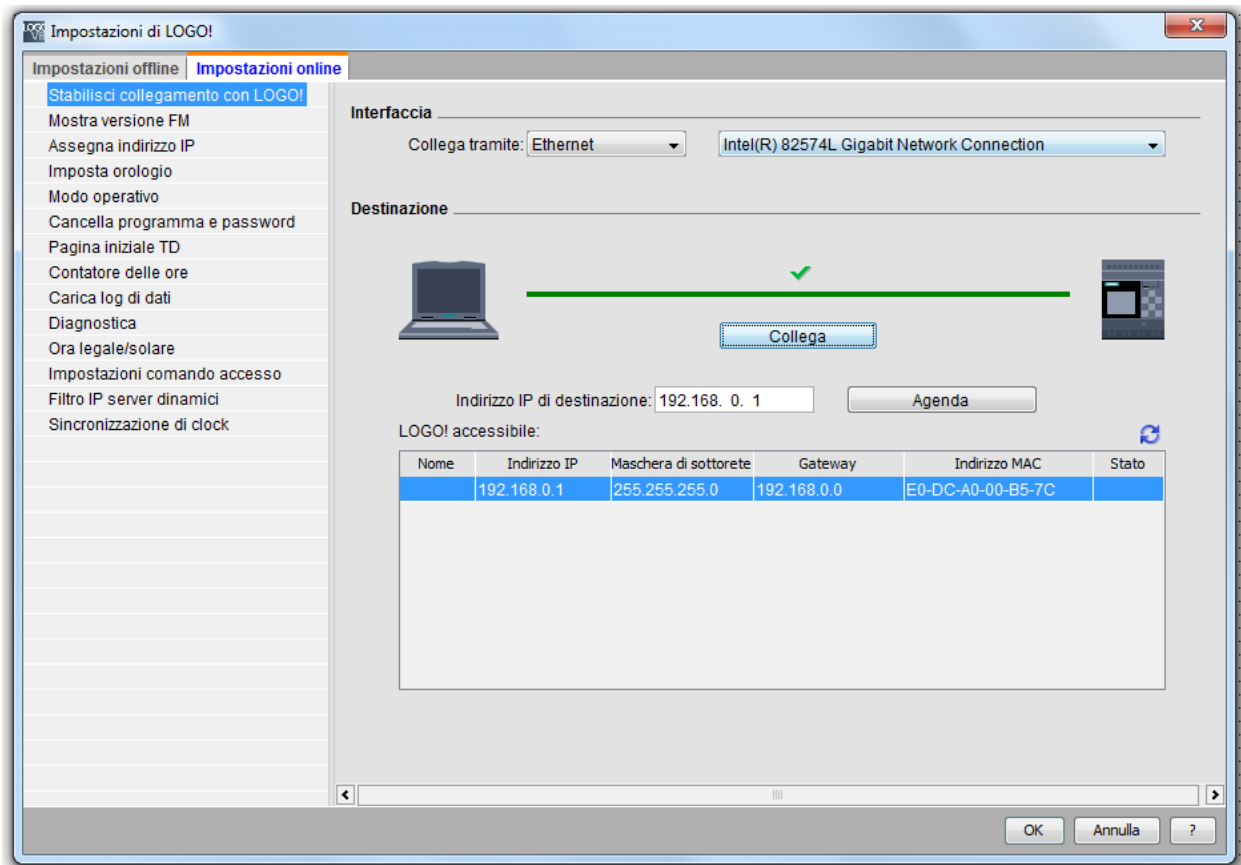 Impostazioni di LOGO!
Impostazioni offline Impostazioni online
Stabilisci collegamento con LOGO!
Mostra versione FM
Assegna indirizzo IP
Imposta orologio
Modo operativo
Cancella programma e password
Pagina iniziale TD
Contatore delle ore
Carica log di dati
Diagnostica
Ora legale/solare
Impostazioni comando accesso
Filtro IP server dinamici
Sincronizzazione di clock
Interfaccia
Collega tramite: Ethernet Intel(R) 82574L Gigabit Network Connection
Destinazione
Collega
Indirizzo IP di destinazione: 192.168. 0. 1 Agenda
LOGO! accessibile:
Nome Indirizzo IP Maschera di sottorete Gateway Indirizzo MAC Stato
192.168.0.1 255.255.255.0 192.168.0.0 E0-DC-A0-00-B5-7C
OK Annulla ?